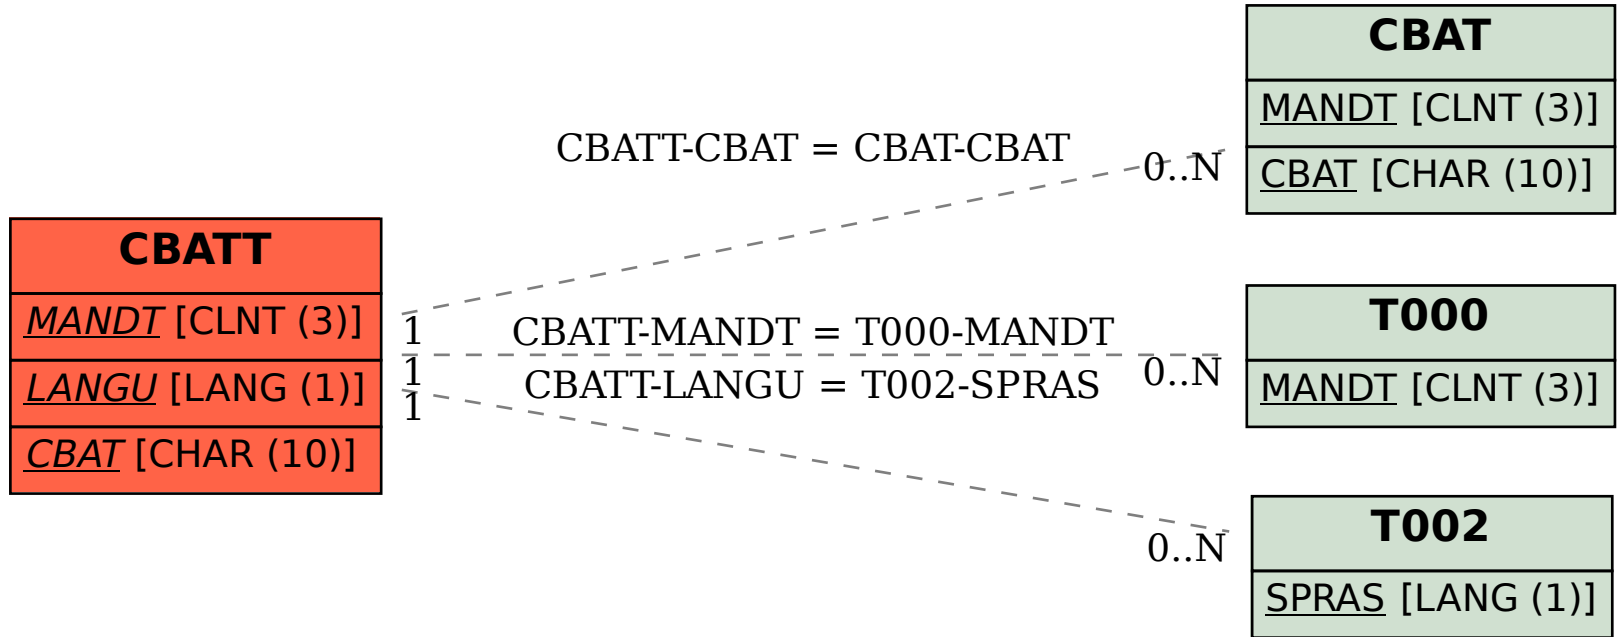 CBAT
MANDT [CLNT (3)]
CBAT [CHAR (10)]
CBATT-CBAT = CBAT-CBAT
0..N
CBATT
MANDT [CLNT (3)]
LANGU [LANG (1)]
CBAT [CHAR (10)]
1
CBATT-MANDT = T000-MANDT
1
0..N
CBATT-LANGU = T002-SPRAS
1
T000
MANDT [CLNT (3)]
0..N
T002
SPRAS [LANG (1)]